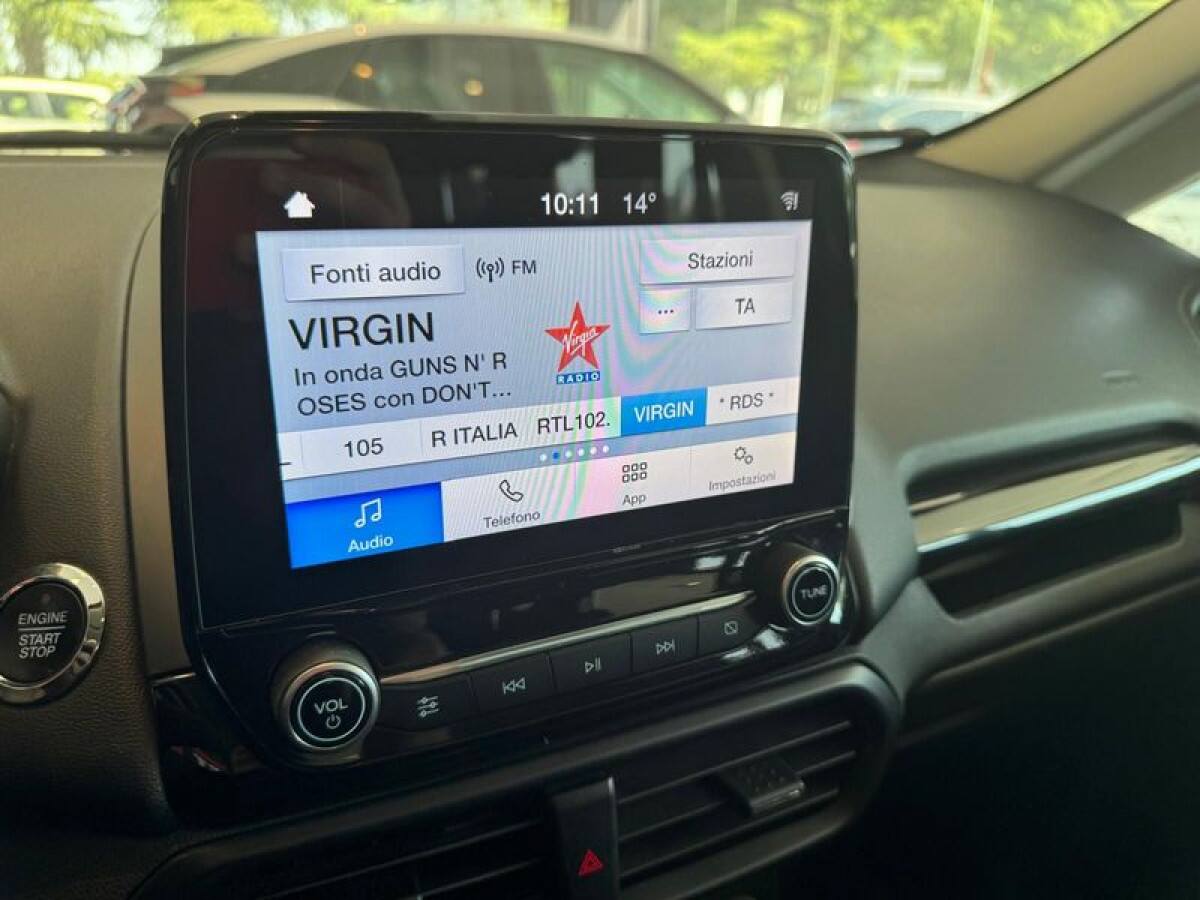 10:11 14°
Fonti audio FM Stazioni
... TA
VIRGIN
Virgin
RADIO
In onda GUNS N' R
OSES con DON'T...
105 R ITALIA RTL102. VIRGIN * RDS *
Audio Telefono App Impostazioni
ENGINE
START
STOP
VOL
TUNE